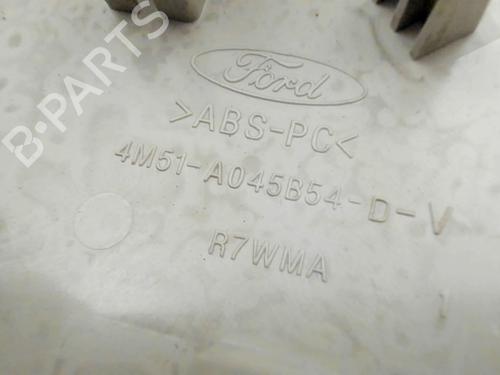 B-PARTS
Ford
>ABS-PC<
4M51-A045B54-D-V
R7WMA